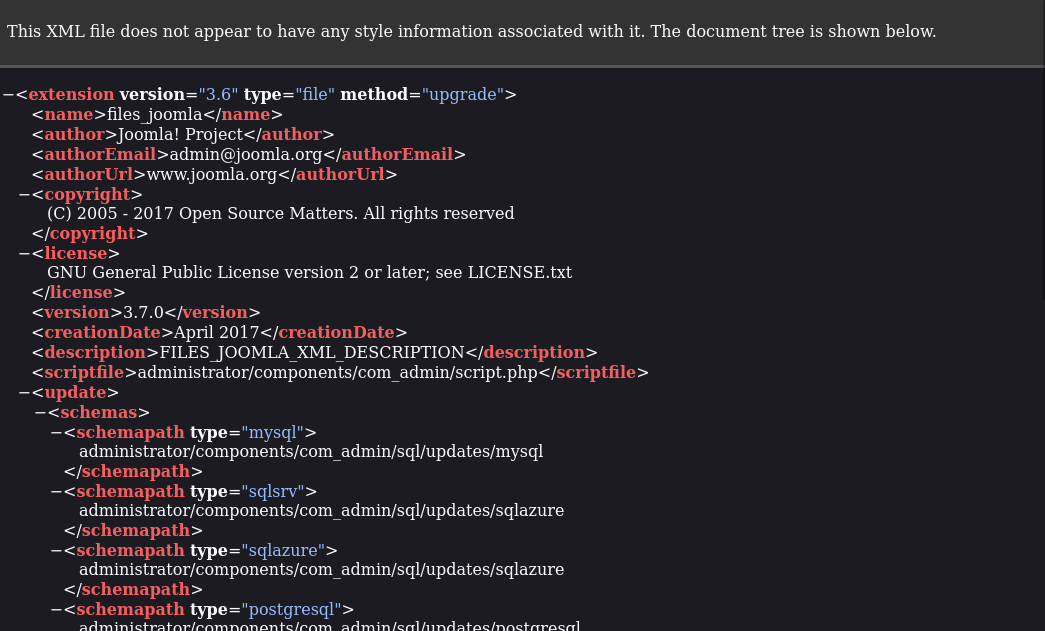 This XML file does not appear to have any style information associated with it. The document tree is shown below.
−<extension version="3.6" type="file" method="upgrade">
<name>files_joomla</name>
<author>Joomla! Project</author>
<authorEmail>admin@joomla.org</authorEmail>
<authorUrl>www.joomla.org</authorUrl>
−<copyright>
(C) 2005 - 2017 Open Source Matters. All rights reserved
</copyright>
−<license>
GNU General Public License version 2 or later; see LICENSE.txt
</license>
<version>3.7.0</version>
<creationDate>April 2017</creationDate>
<description>FILES_JOOMLA_XML_DESCRIPTION</description>
<scriptfile>administrator/components/com_admin/script.php</scriptfile>
−<update>
−<schemas>
−<schemapath type="mysql">
administrator/components/com_admin/sql/updates/mysql
</schemapath>
−<schemapath type="sqlsrv">
administrator/components/com_admin/sql/updates/sqlazure
</schemapath>
−<schemapath type="sqlazure">
administrator/components/com_admin/sql/updates/sqlazure
</schemapath>
−<schemapath type="postgresql">
administrator/components/com_admin/sql/updates/postgresql